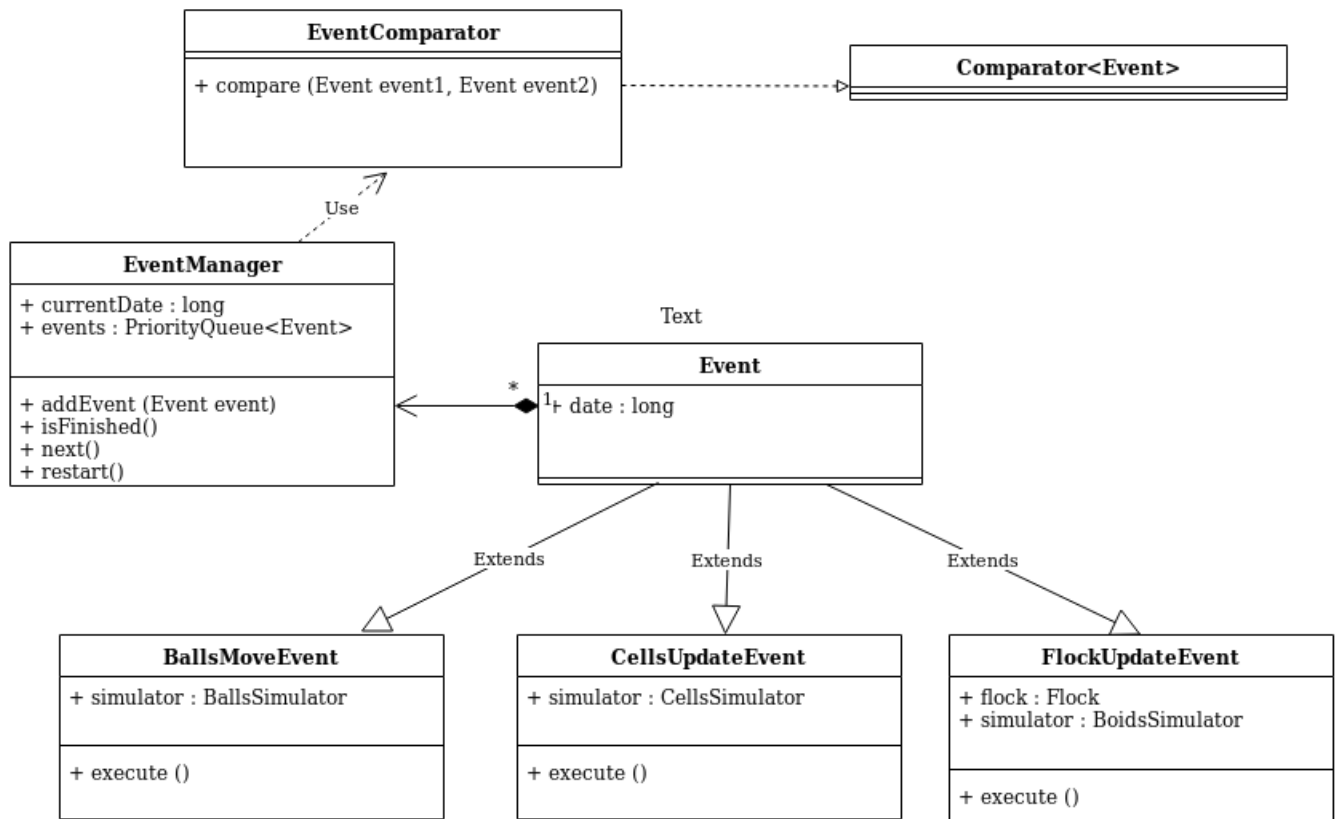 EventComparator
+ compare (Event event1, Event event2)
Comparator<Event>
Use
EventManager
+ currentDate : long
+ events : PriorityQueue<Event>
+ addEvent (Event event)
+ isFinished()
+ next()
+ restart()
Text
Event
*
1
+ date : long
Extends
Extends
Extends
BallsMoveEvent
+ simulator : BallsSimulator
+ execute ()
CellsUpdateEvent
+ simulator : CellsSimulator
+ execute ()
FlockUpdateEvent
+ flock : Flock
+ simulator : BoidsSimulator
+ execute ()